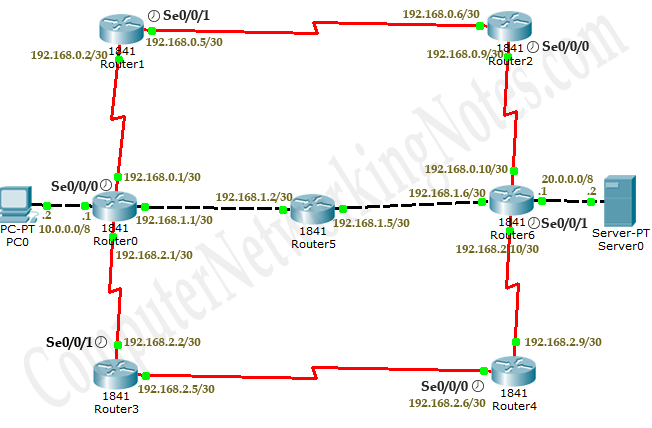 Se0/0/1
192.168.0.6/30
192.168.0.2/30
1841
Router1
192.168.0.5/30
1841
Router2
Se0/0/0
192.168.0.9/30
ComputerNetworkingNotes.com
Se0/0/0
192.168.0.1/30
192.168.0.10/30
20.0.0.0/8
192.168.1.2/30
192.168.1.6/30
.1
.2
PC-PT
PC0
.2
.1
10.0.0.0/8
1841
Router0
192.168.1.1/30
1841
Router5
192.168.1.5/30
1841
Router6
Se0/0/1
Server-PT
Server0
192.168.2.1/30
192.168.2.10/30
Se0/0/1
192.168.2.2/30
192.168.2.9/30
1841
Router3
192.168.2.5/30
Se0/0/0
192.168.2.6/30
1841
Router4